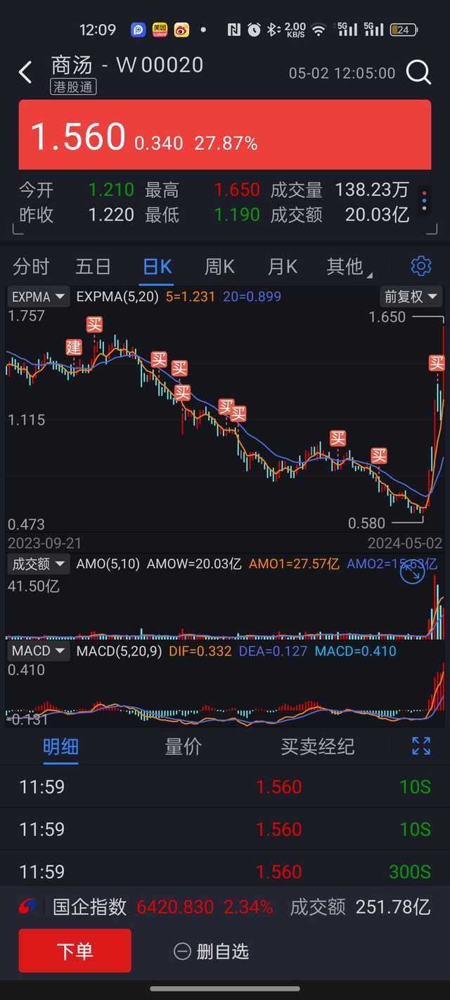 12:09 美团 2.00 KB/S 5G 5G 24
商汤 - W 00020
港股通
05-02 12:05:00
1.560 0.340 27.87%
今开 1.210 最高 1.650 成交量 138.23万
昨收 1.220 最低 1.190 成交额 20.03亿
分时 五日 日K 周K 月K 其他
EXPMA EXPMA(5,20) 5=1.231 20=0.899 前复权
1.757
1.650
买
建
买
买
买
买
买
买
1.115
买
买
0.580
0.473
2023-09-21 2024-05-02
成交额 AMO(5,10) AMOW=20.03亿 AMO1=27.57亿 AMO2=15.63亿
41.50亿
MACD MACD(5,20,9) DIF=0.332 DEA=0.127 MACD=0.410
0.410
-0.131
明细 量价 买卖经纪
11:59 1.560 10S
11:59 1.560 10S
11:59 1.560 300S
国企指数 6420.830 2.34% 成交额 251.78亿
下单 删自选